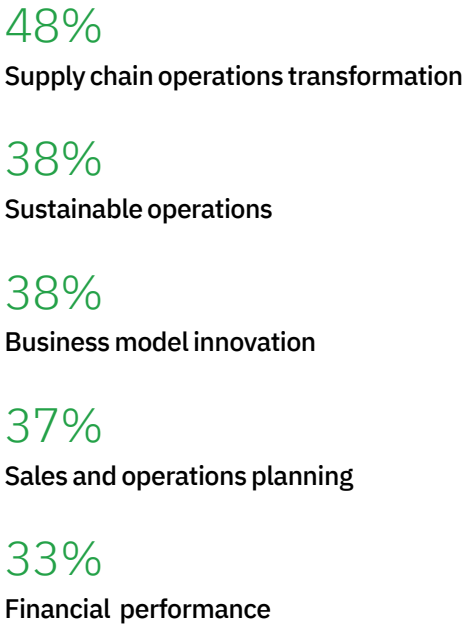 48%
Supply chain operations transformation
38%
Sustainable operations
38%
Business model innovation
37%
Sales and operations planning
33%
Financial performance